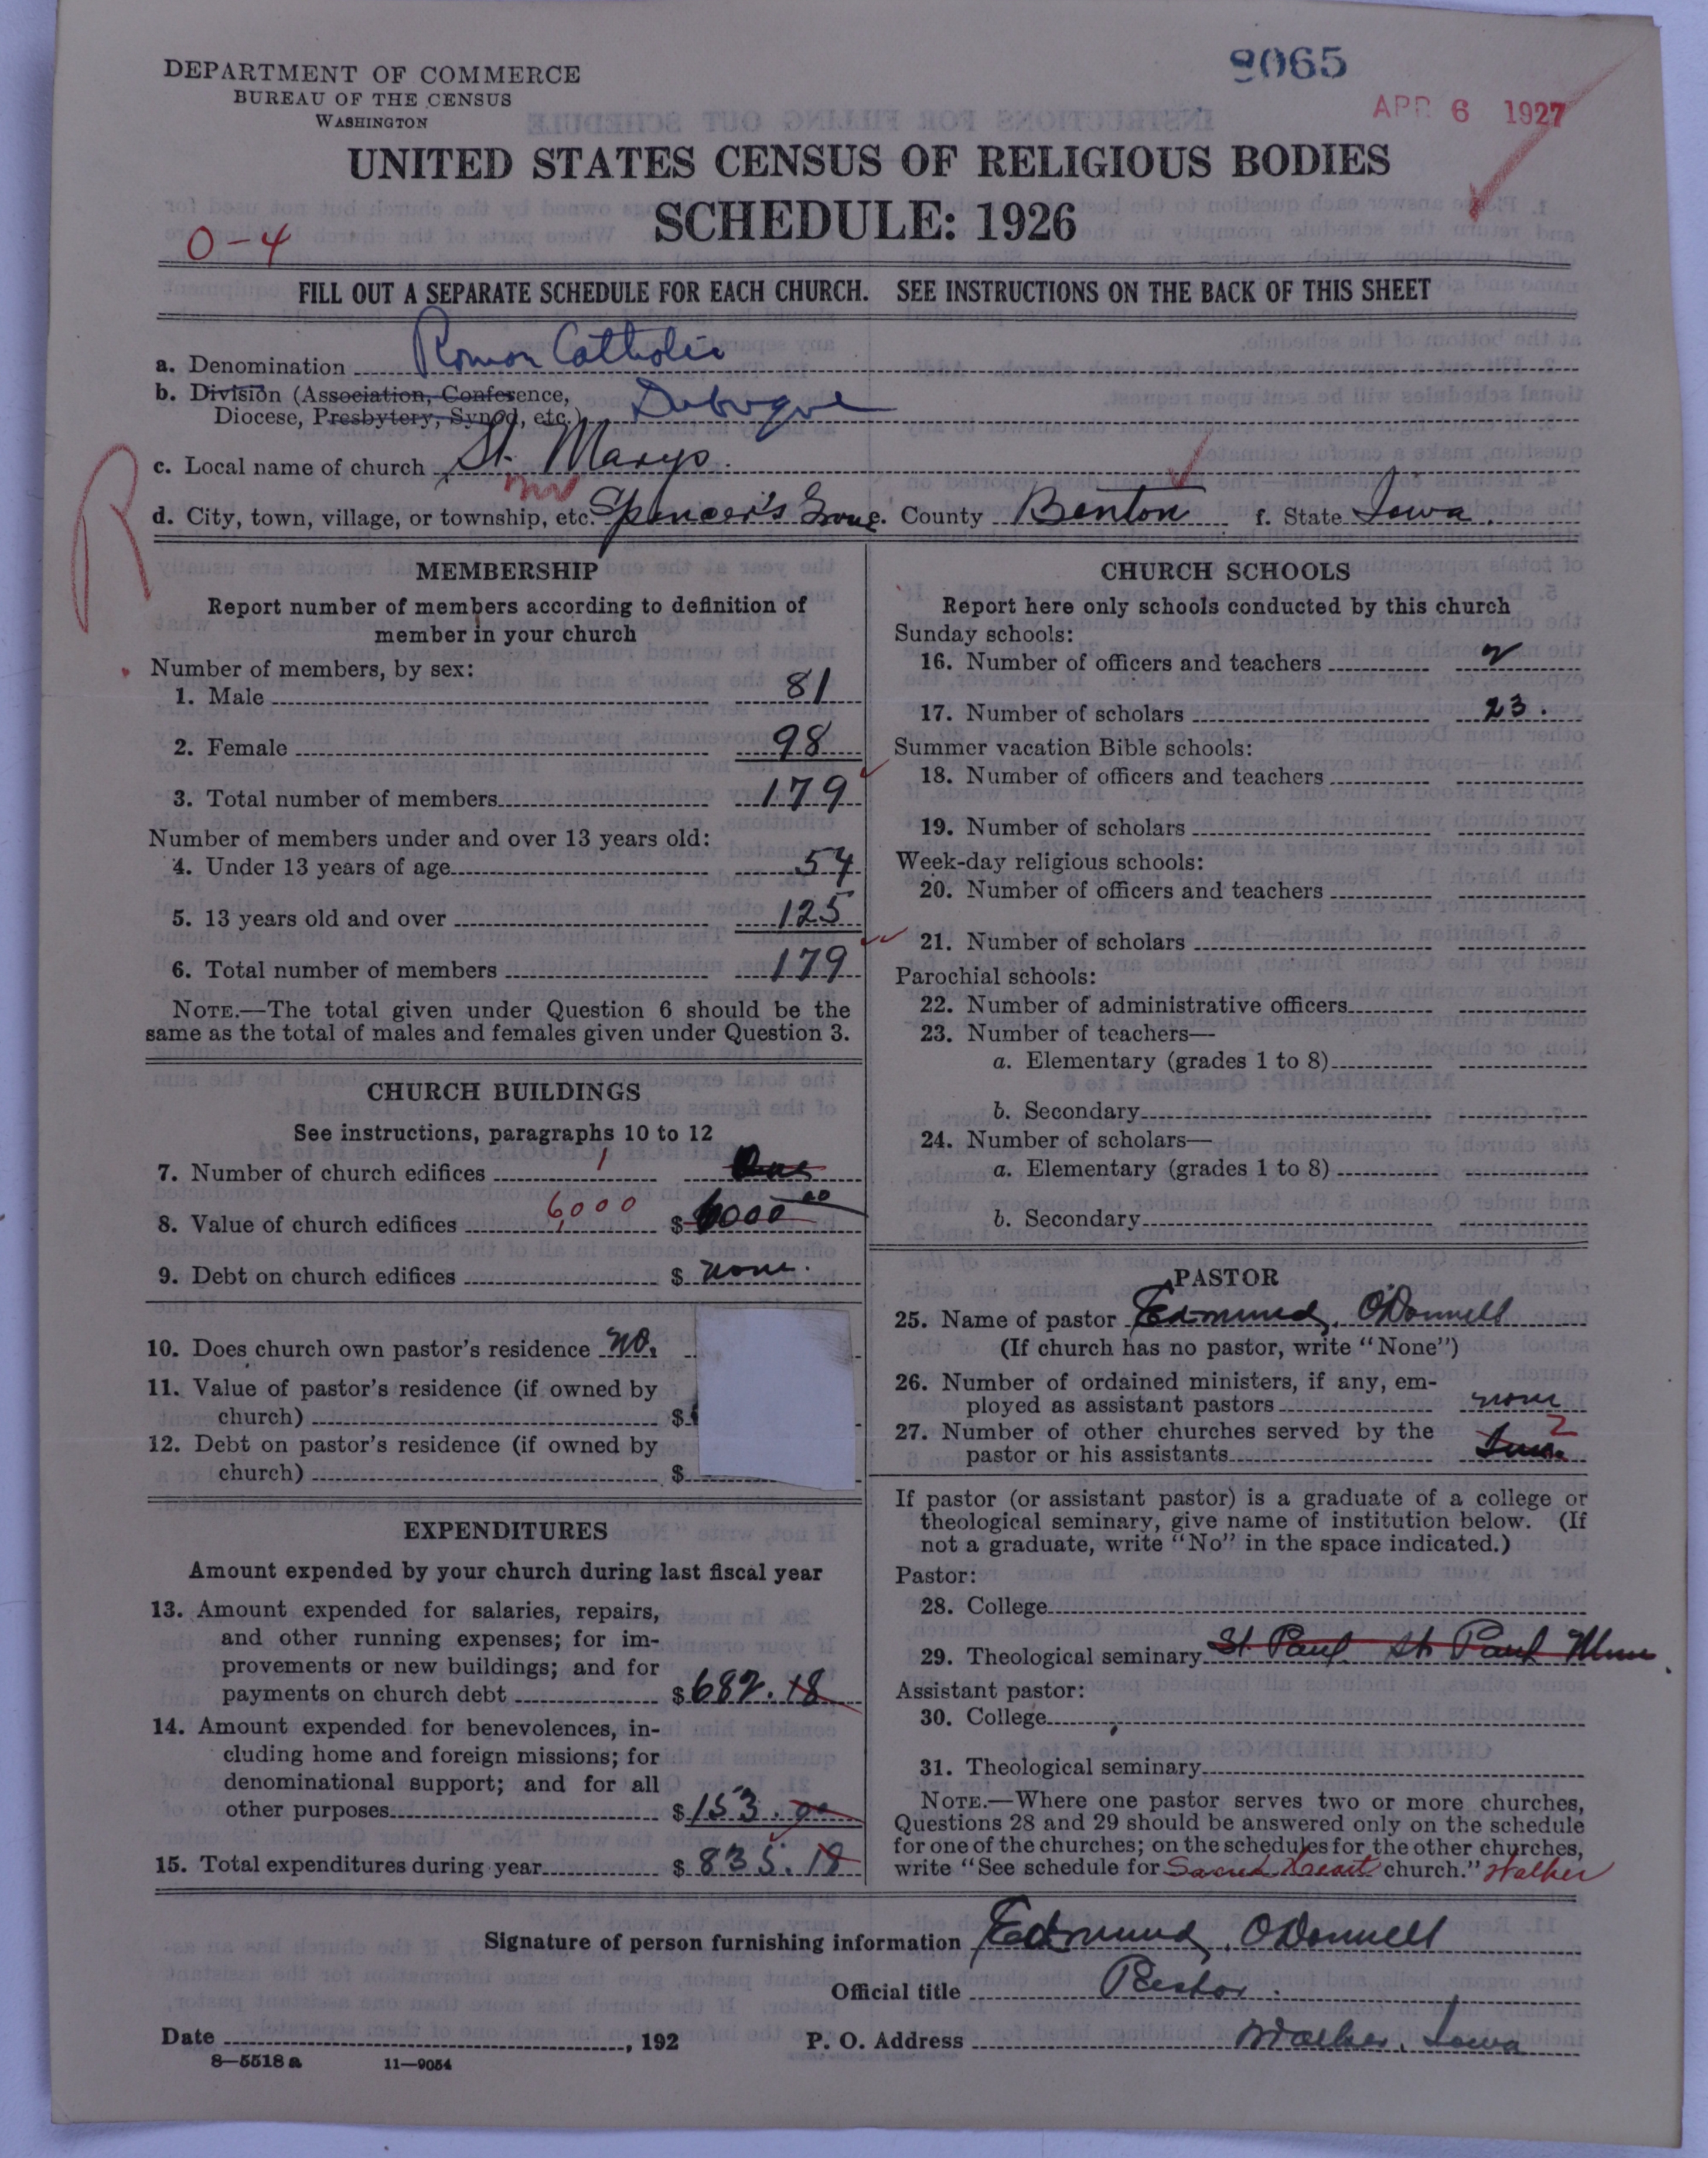 DEPARTMENT OF COMMERCE
BUREAU OF THE CENSUS
WASHINGTON
9065
APR 6 1927
UNITED STATES CENSUS OF RELIGIOUS BODIES
SCHEDULE: 1926
0-4
FILL OUT A SEPARATE SCHEDULE FOR EACH CHURCH. SEE INSTRUCTIONS ON THE BACK OF THIS SHEET
a. Denomination Roman Catholic
b. Division (Association, Conference,
Diocese, Presbytery, Synod, etc.) Dubuque
c. Local name of church St. Marys.
R
d. City, town, village, or township, etc. Spencer's Grove e. County Benton f. State Iowa.
MEMBERSHIP
Report number of members according to definition of
member in your church
Number of members, by sex:
1. Male 81
2. Female 98
3. Total number of members 179
Number of members under and over 13 years old:
4. Under 13 years of age 54
5. 13 years old and over 125
6. Total number of members 179
NOTE.—The total given under Question 6 should be the
same as the total of males and females given under Question 3.
CHURCH BUILDINGS
See instructions, paragraphs 10 to 12
7. Number of church edifices 1 One
8. Value of church edifices 6000 $ 6000 00
9. Debt on church edifices $ none.
10. Does church own pastor's residence No.
11. Value of pastor's residence (if owned by
church) $
12. Debt on pastor's residence (if owned by
church) $
EXPENDITURES
Amount expended by your church during last fiscal year
13. Amount expended for salaries, repairs,
and other running expenses; for im-
provements or new buildings; and for
payments on church debt $ 682.18
14. Amount expended for benevolences, in-
cluding home and foreign missions; for
denominational support; and for all
other purposes $ 153.00
15. Total expenditures during year $ 835.18
CHURCH SCHOOLS
Report here only schools conducted by this church
Sunday schools:
16. Number of officers and teachers 2
17. Number of scholars 23.
Summer vacation Bible schools:
18. Number of officers and teachers
19. Number of scholars
Week-day religious schools:
20. Number of officers and teachers
21. Number of scholars
Parochial schools:
22. Number of administrative officers
23. Number of teachers—
a. Elementary (grades 1 to 8)
b. Secondary
24. Number of scholars—
a. Elementary (grades 1 to 8)
b. Secondary
PASTOR
25. Name of pastor Edmund O'Donnell
(If church has no pastor, write "None")
26. Number of ordained ministers, if any, em-
ployed as assistant pastors none
27. Number of other churches served by the
pastor or his assistants 2
If pastor (or assistant pastor) is a graduate of a college or
theological seminary, give name of institution below. (If
not a graduate, write "No" in the space indicated.)
Pastor:
28. College
29. Theological seminary St Paul St Paul Minn.
Assistant pastor:
30. College
31. Theological seminary
NOTE.—Where one pastor serves two or more churches,
Questions 28 and 29 should be answered only on the schedule
for one of the churches; on the schedules for the other churches,
write "See schedule for Sacred Heart church." Walker
Signature of person furnishing information Edmund O'Donnell
Official title Pastor.
Date , 192
P. O. Address Walker, Iowa
8—5518 a 11—9054